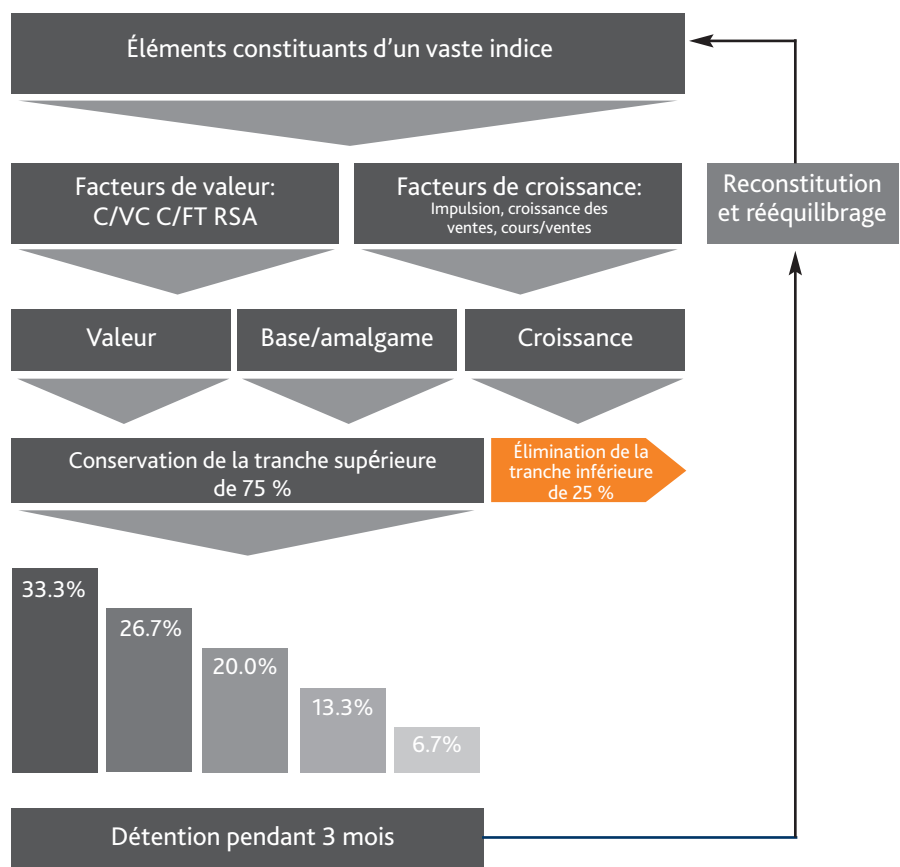 Éléments constituants d'un vaste indice
Facteurs de valeur:
C/VC C/FT RSA
Facteurs de croissance:
Impulsion, croissance des
ventes, cours/ventes
Reconstitution
et rééquilibrage
Valeur
Base/amalgame
Croissance
Conservation de la tranche supérieure
de 75 %
Élimination de la
tranche inférieure
de 25 %
33.3%
26.7%
20.0%
13.3%
6.7%
Détention pendant 3 mois